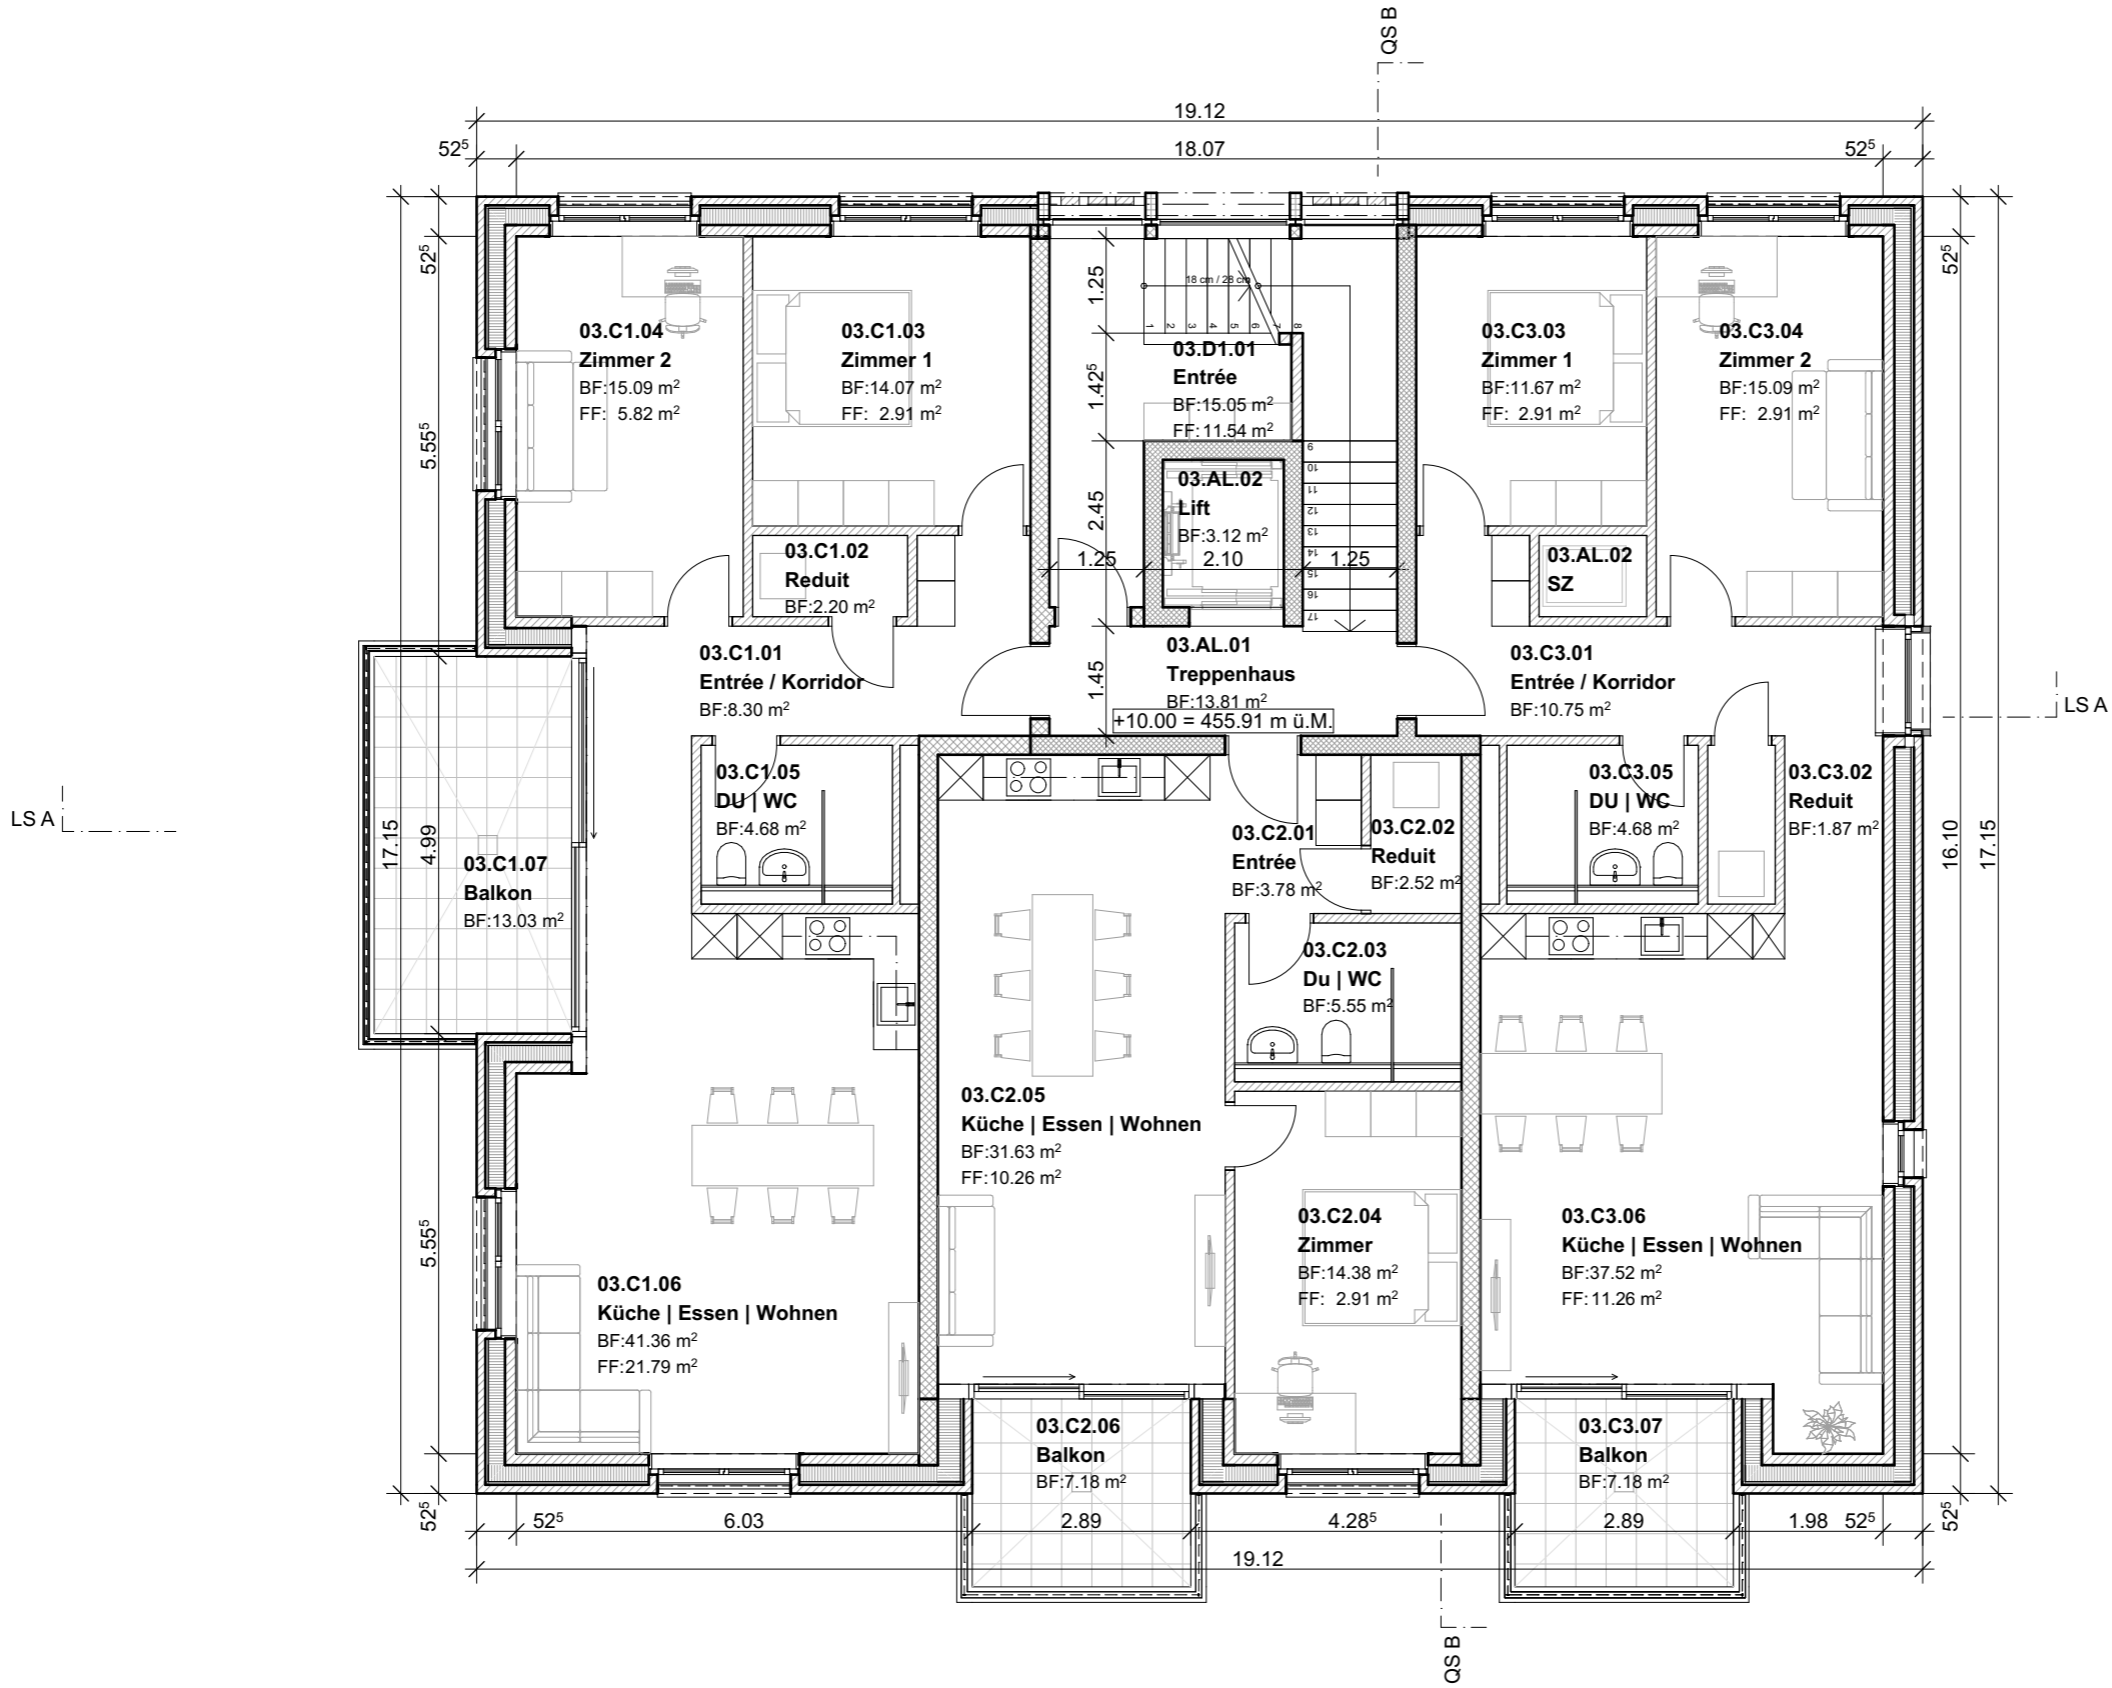 QS B
19.12
52⁵
18.07
52⁵
52⁵
5.55⁵
17.15
4.99
5.55⁵
52⁵
1.25
1.42⁵
2.45
1.45
18 cm / 28 cm
1
2
3
4
5
6
7
8
9
10
11
12
13
14
15
16
17
03.C1.04
Zimmer 2
BF:15.09 m²
FF: 5.82 m²
03.C1.03
Zimmer 1
BF:14.07 m²
FF: 2.91 m²
03.D1.01
Entrée
BF:15.05 m²
FF: 11.54 m²
03.C3.03
Zimmer 1
BF:11.67 m²
FF: 2.91 m²
03.C3.04
Zimmer 2
BF:15.09 m²
FF: 2.91 m²
03.AL.02
Lift
BF:3.12 m²
1.25
2.10
1.25
03.C1.02
Reduit
BF:2.20 m²
03.AL.02
SZ
03.C1.01
Entrée / Korridor
BF:8.30 m²
03.AL.01
Treppenhaus
BF:13.81 m²
+10.00 = 455.91 m ü.M.
03.C3.01
Entrée / Korridor
BF:10.75 m²
LS A
LS A
03.C1.05
DU | WC
BF:4.68 m²
03.C1.07
Balkon
BF:13.03 m²
03.C2.01
Entrée
BF:3.78 m²
03.C2.02
Reduit
BF:2.52 m²
03.C3.05
DU | WC
BF:4.68 m²
03.C3.02
Reduit
BF:1.87 m²
52⁵
16.10
17.15
52⁵
03.C2.03
Du | WC
BF:5.55 m²
03.C2.05
Küche | Essen | Wohnen
BF:31.63 m²
FF:10.26 m²
03.C2.04
Zimmer
BF:14.38 m²
FF: 2.91 m²
03.C3.06
Küche | Essen | Wohnen
BF:37.52 m²
FF: 11.26 m²
03.C1.06
Küche | Essen | Wohnen
BF:41.36 m²
FF:21.79 m²
03.C2.06
Balkon
BF:7.18 m²
03.C3.07
Balkon
BF:7.18 m²
52⁵
6.03
2.89
4.28⁵
2.89
1.98
52⁵
19.12
QS B